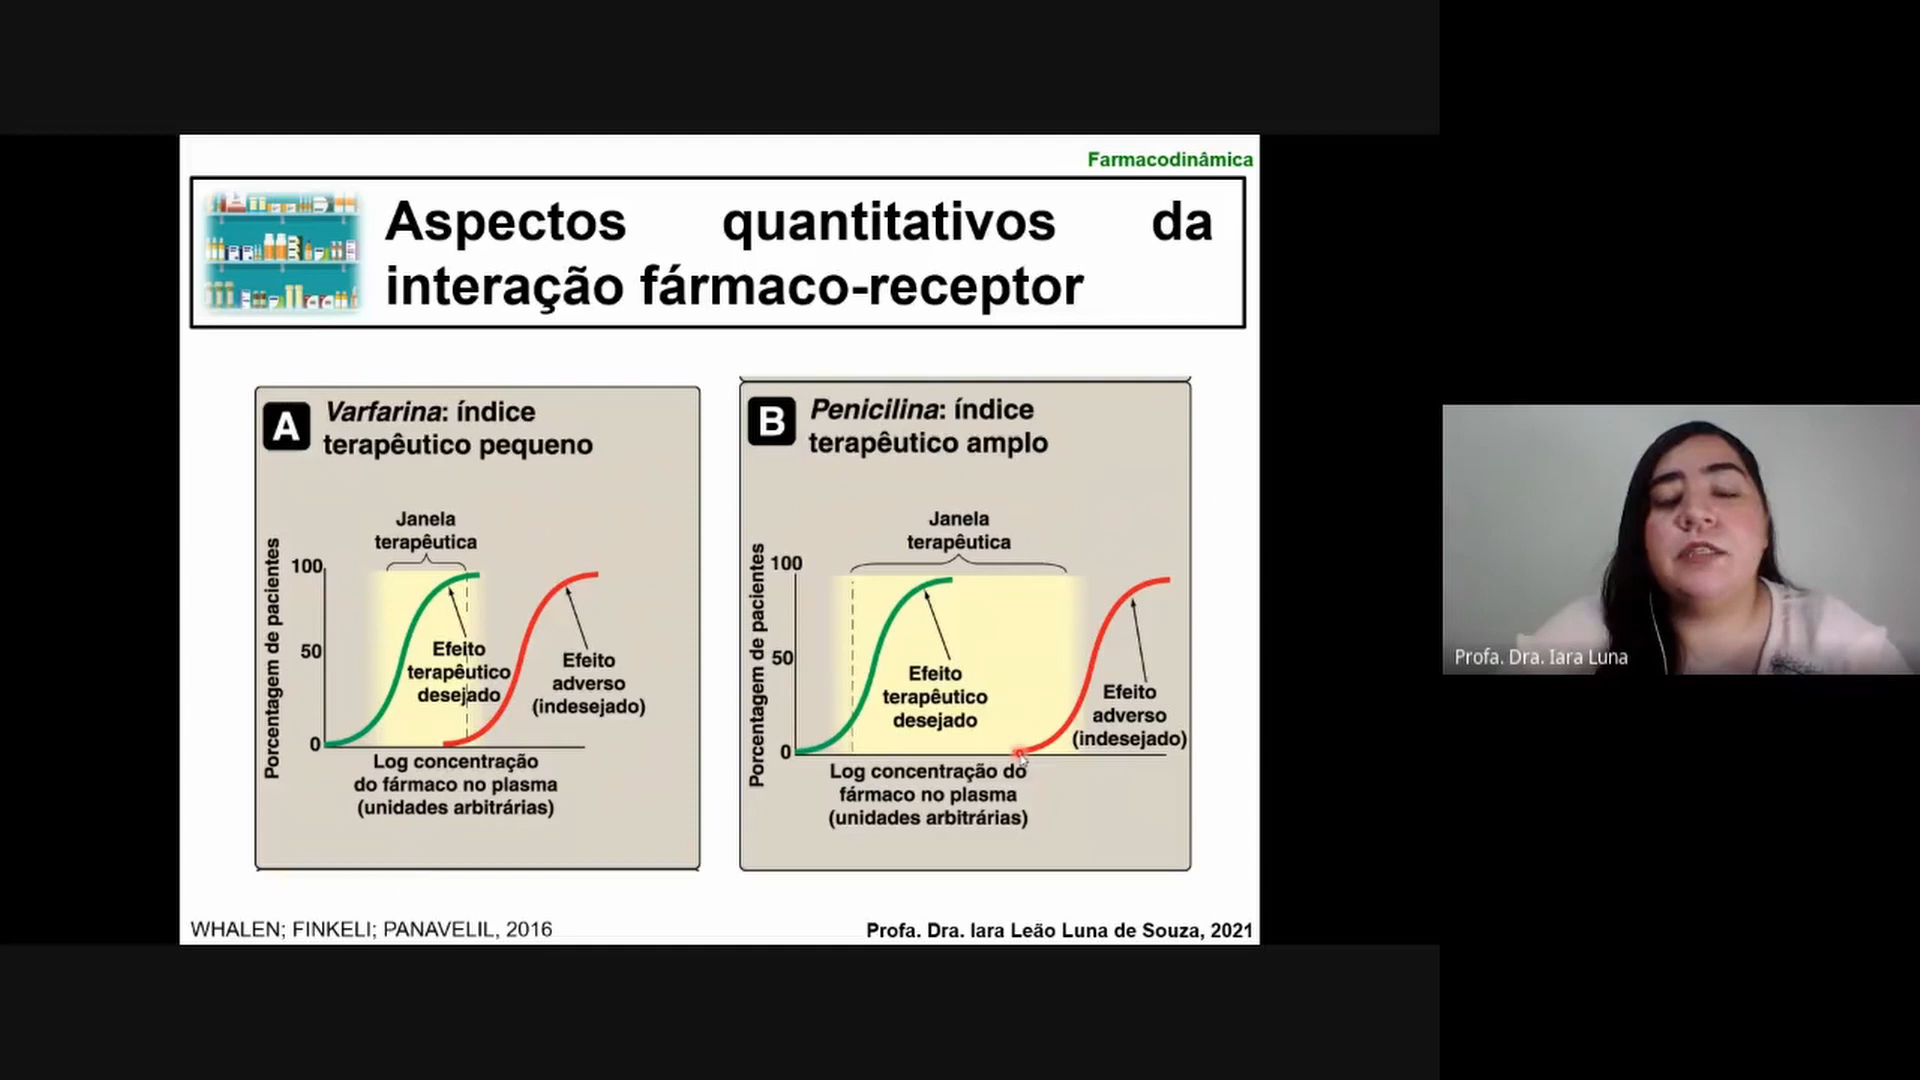 Farmacodinâmica
Aspectos quantitativos da
interação fármaco-receptor
A
Varfarina: índice
terapêutico pequeno
Janela
terapêutica
Porcentagem de pacientes
100
50
0
Efeito
terapêutico
desejado
Efeito
adverso
(indesejado)
Log concentração
do fármaco no plasma
(unidades arbitrárias)
B
Penicilina: índice
terapêutico amplo
Janela
terapêutica
Porcentagem de pacientes
100
50
0
Efeito
terapêutico
desejado
Efeito
adverso
(indesejado)
Log concentração do
fármaco no plasma
(unidades arbitrárias)
WHALEN; FINKELI; PANAVELIL, 2016
Profa. Dra. Iara Leão Luna de Souza, 2021
Profa. Dra. Iara Luna